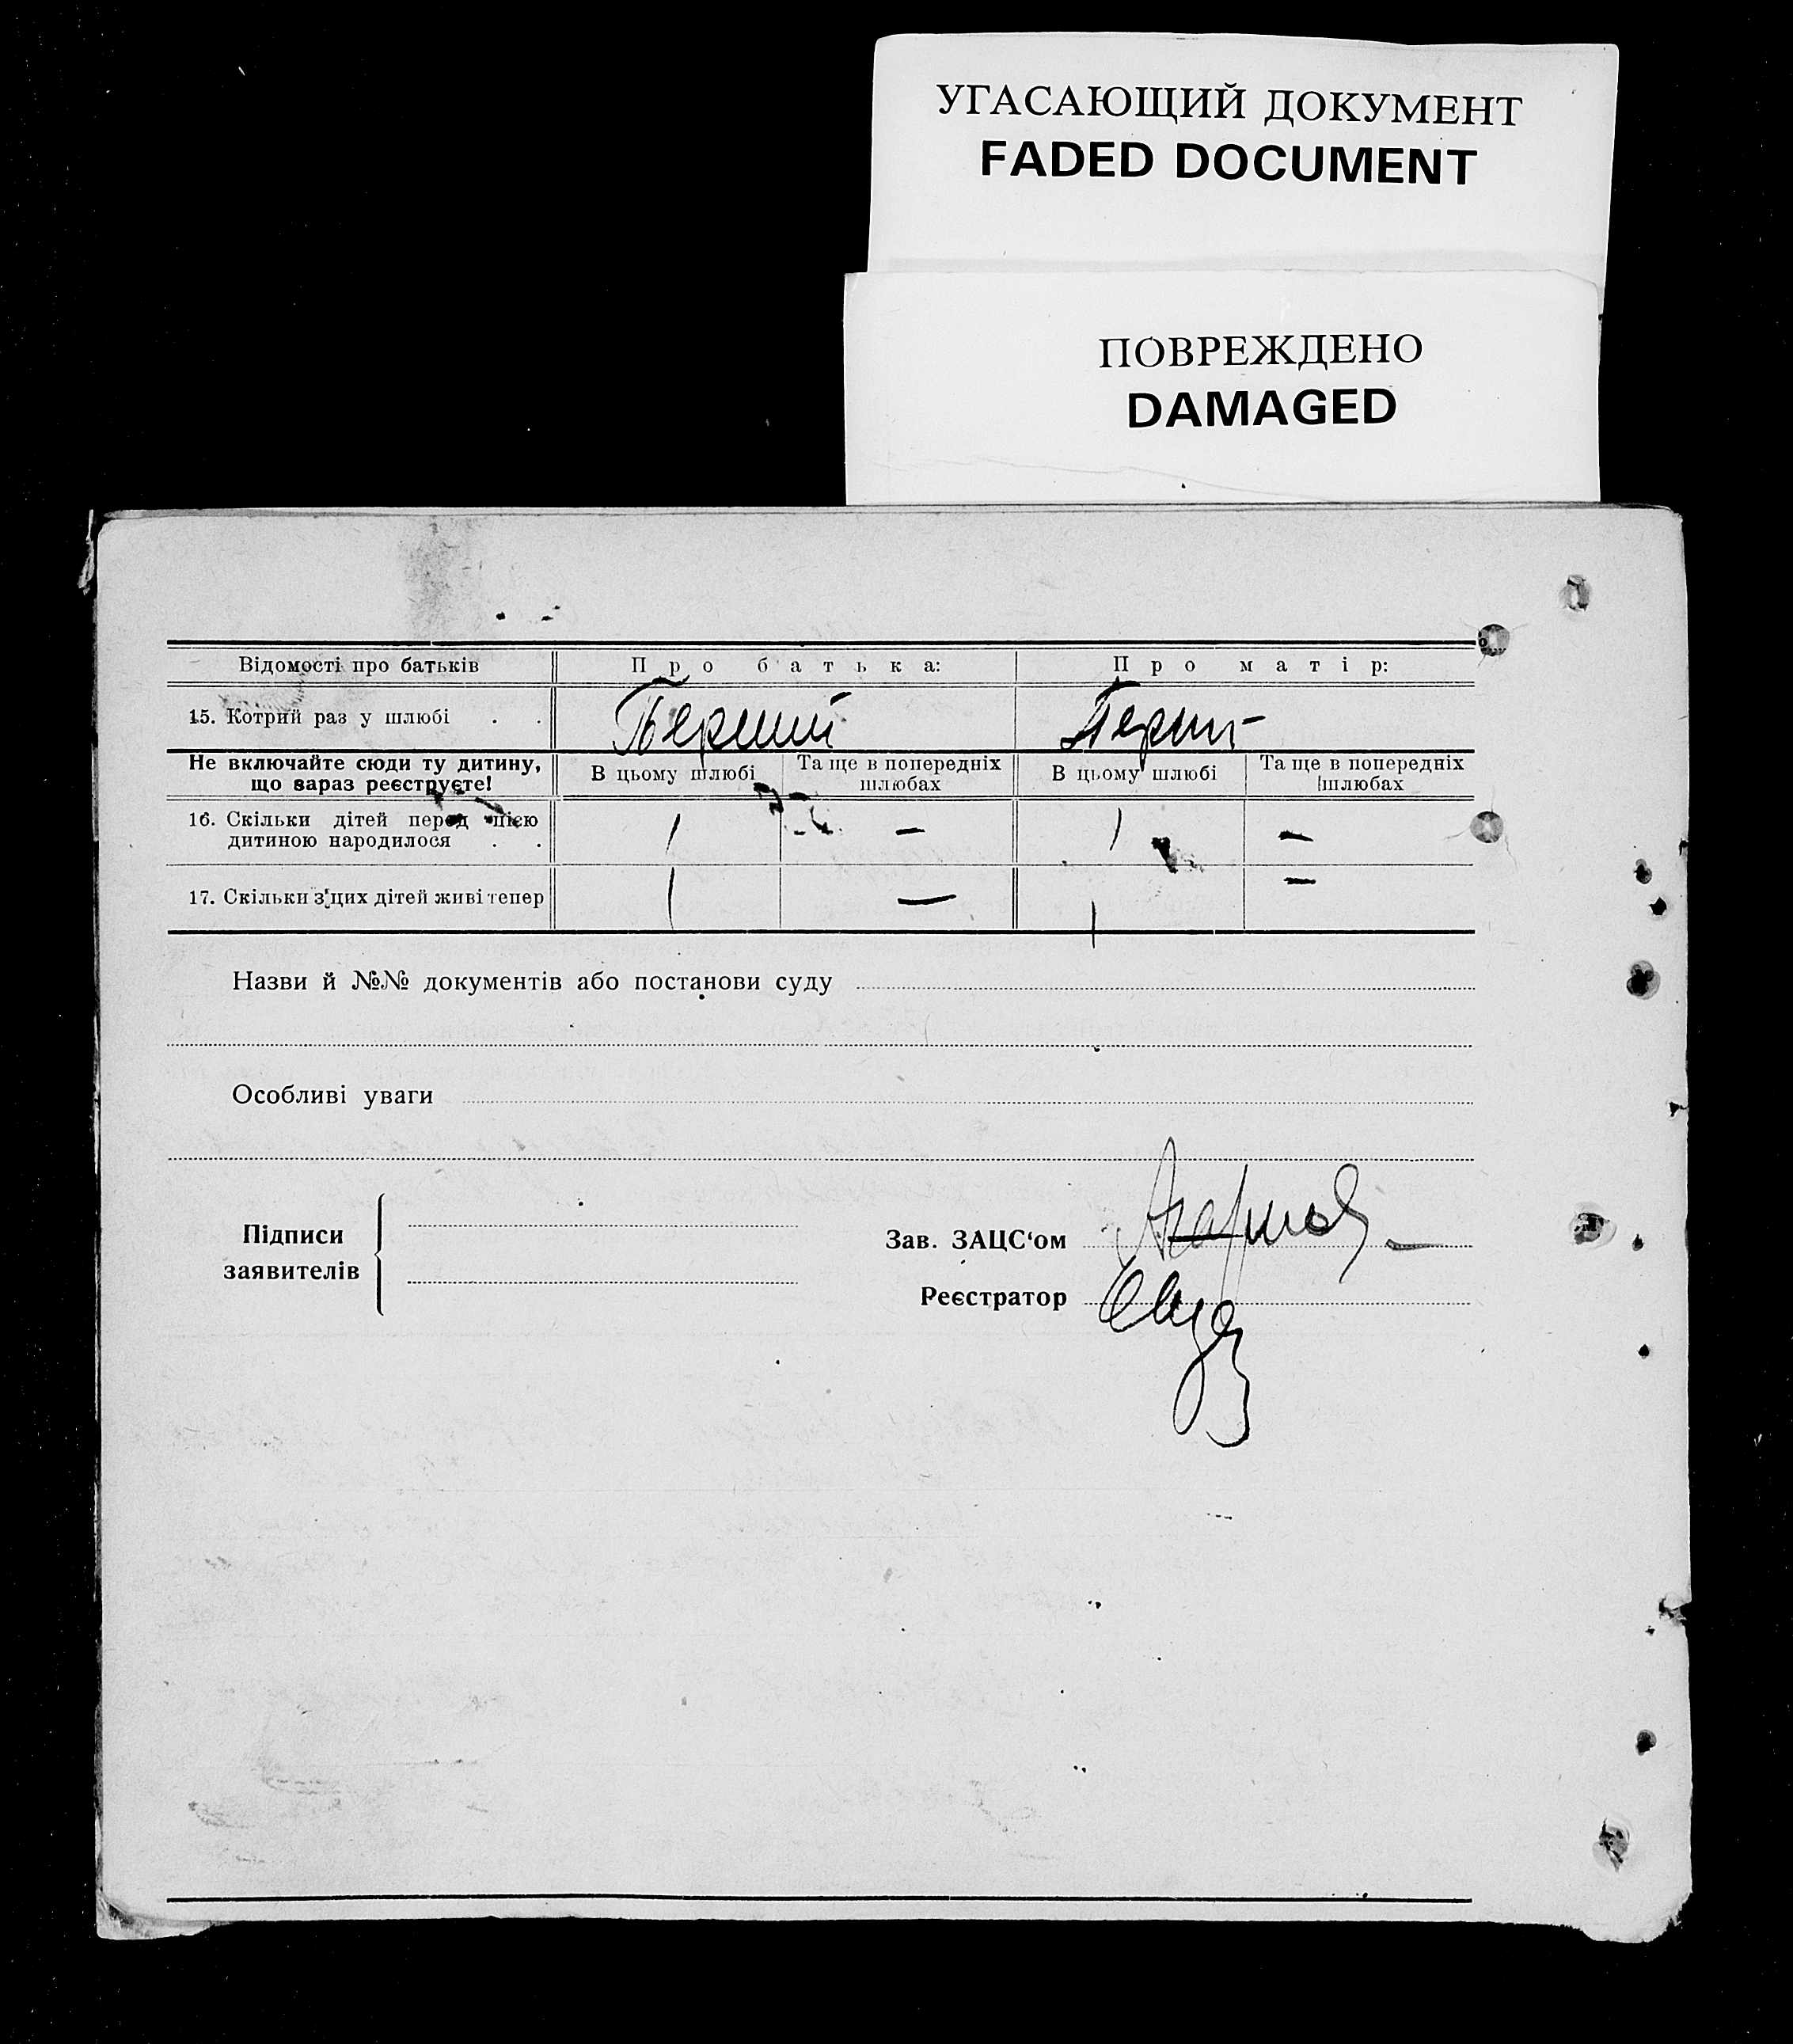 УГАСАЮЩИЙ ДОКУМЕНТ
FADED DOCUMENT
ПОВРЕЖДЕНО
DAMAGED
Відомості про батьків Про батька: Про матір:
15. Котрий раз у шлюбі . . Перший Перш-
Не включайте сюди ту дитину, що зараз реєструєте! В цьому шлюбі Та ще в попередніх шлюбах В цьому шлюбі Та ще в попередніх шлюбах
16. Скільки дітей перед цією дитиною народилося . . 1 — 1 —
17. Скільки з цих дітей живі тепер 1 — 1 —
Назви й №№ документів або постанови суду
Особливі уваги
Підписи заявителів
Зав. ЗАЦС‘ом
Реєстратор